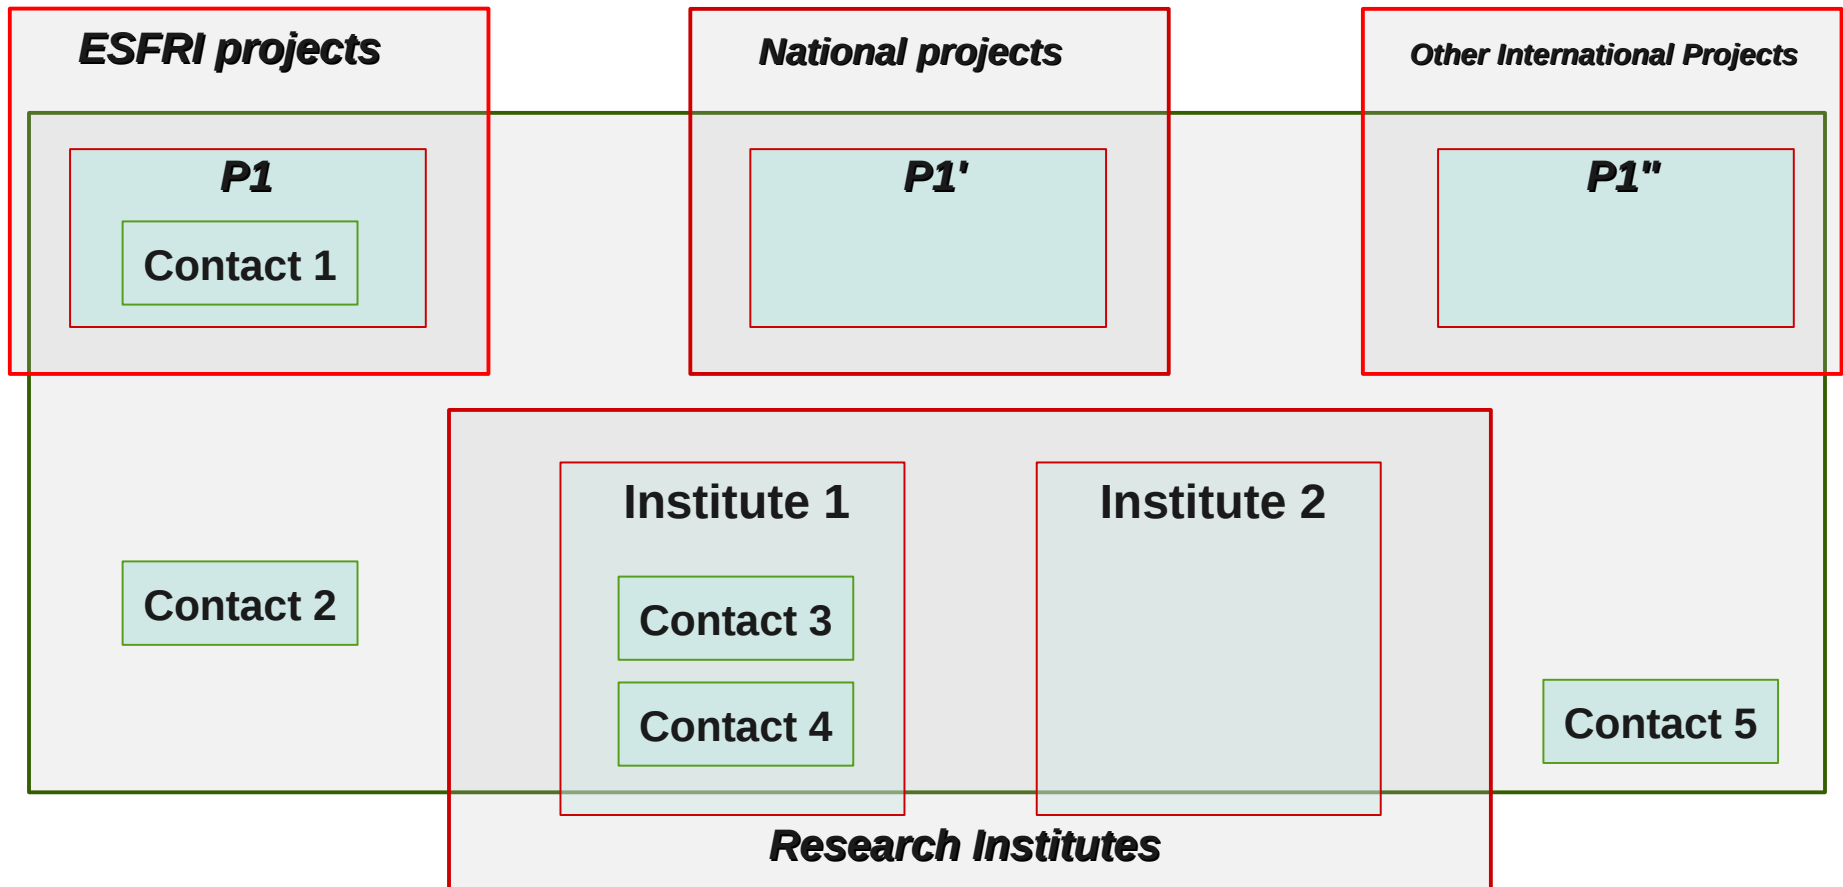 ESFRI projects
National projects
Other International Projects
P1
P1'
P1"
Contact 1
Institute 1
Institute 2
Contact 2
Contact 3
Contact 4
Contact 5
Research Institutes